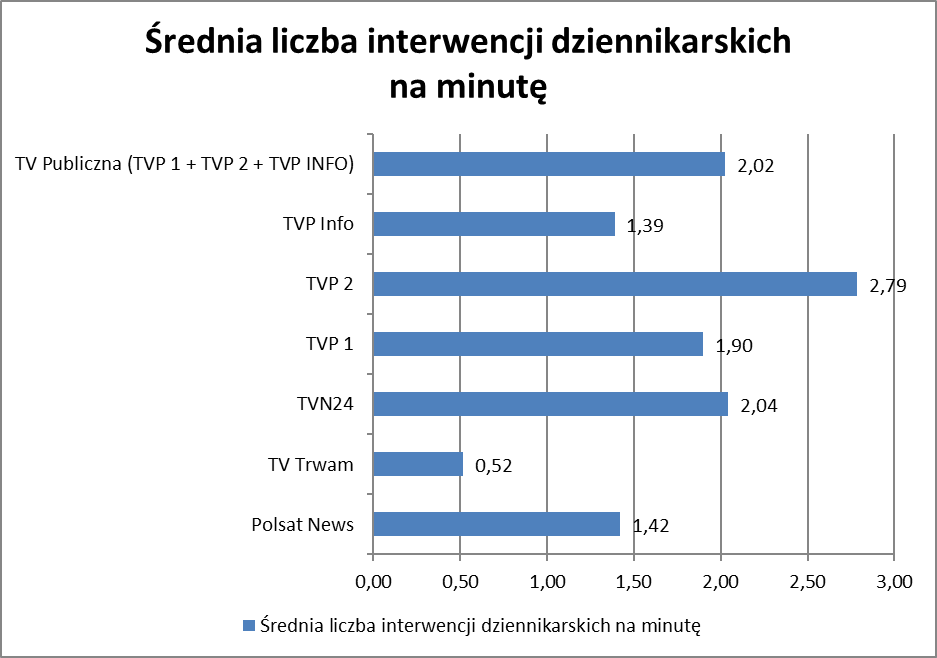 Średnia liczba interwencji dziennikarskich
na minutę
TV Publiczna (TVP 1 + TVP 2 + TVP INFO)
2,02
TVP Info
1,39
TVP 2
2,79
TVP 1
1,90
TVN24
2,04
TV Trwam
0,52
Polsat News
1,42
0,00 0,50 1,00 1,50 2,00 2,50 3,00
Średnia liczba interwencji dziennikarskich na minutę